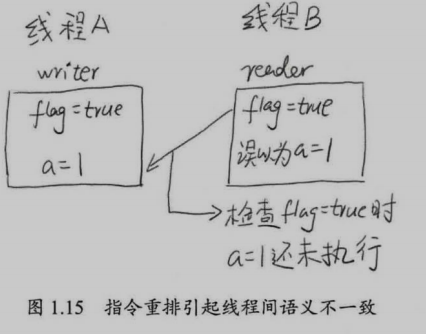 线程A
writer
flag=true
a=1
线程B
reader
flag=true
误以为a=1
检查flag=true时
a=1还未执行
图 1.15 指令重排引起线程间语义不一致